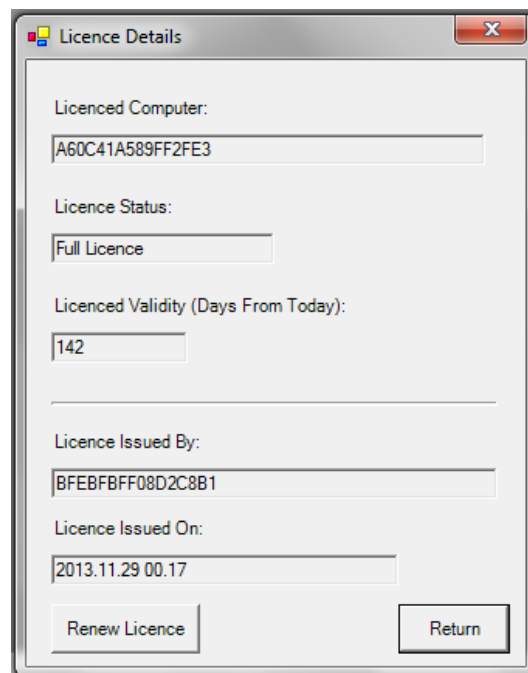 Licence Details
Licenced Computer:
A60C41A589FF2FE3
Licence Status:
Full Licence
Licenced Validity (Days From Today):
142
Licence Issued By:
BFEBFBFF08D2C8B1
Licence Issued On:
2013.11.29 00.17
Renew Licence Return